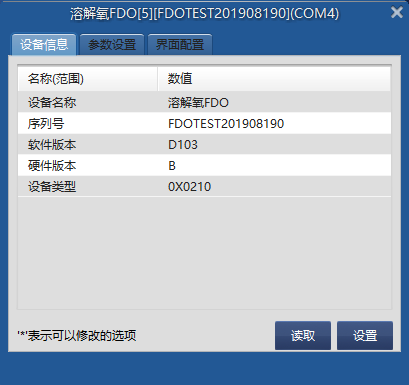 溶解氧FDO[5][FDOTEST201908190](COM4)
设备信息 参数设置 界面配置
名称(范围) 数值
设备名称 溶解氧FDO
序列号 FDOTEST201908190
软件版本 D103
硬件版本 B
设备类型 0X0210
'*'表示可以修改的选项 读取 设置